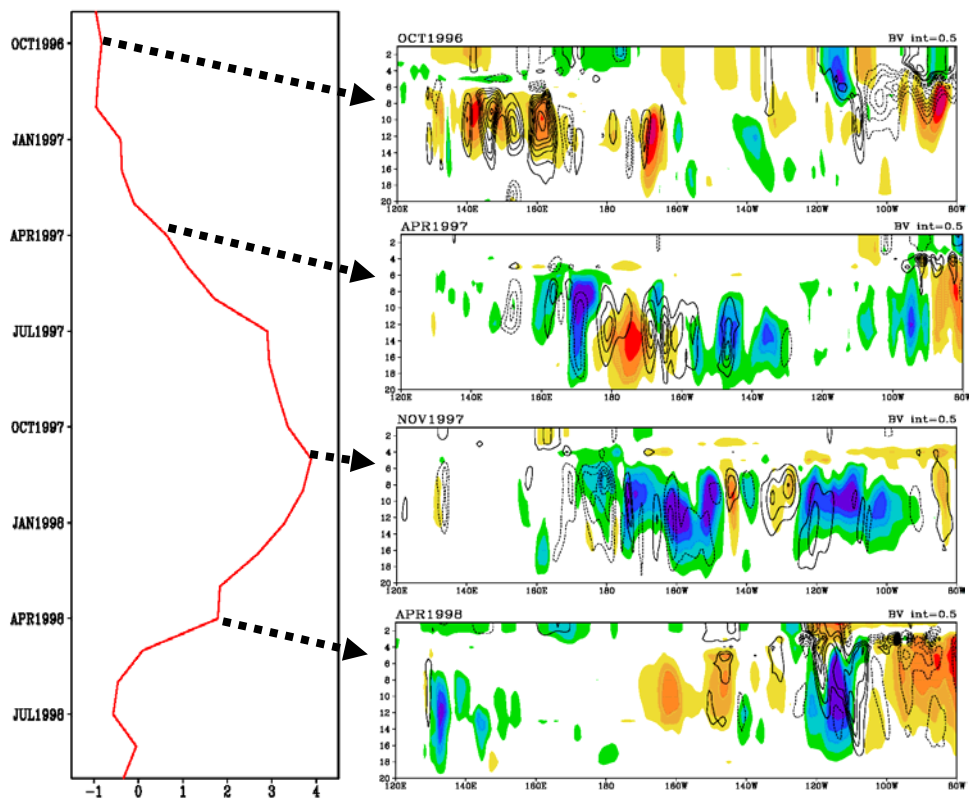 OCT1996
JAN1997
APR1997
JUL1997
OCT1997
JAN1998
APR1998
JUL1998
-1 0 1 2 3 4
OCT1996 BV int=0.5
2
4
6
8
10
12
14
16
18
20
120E 140E 160E 180 160W 140W 120W 100W 80W
APR1997 BV int=0.5
2
4
6
8
10
12
14
16
18
20
120E 140E 160E 180 160W 140W 120W 100W 80W
NOV1997 BV int=0.5
2
4
6
8
10
12
14
16
18
20
120E 140E 160E 180 160W 140W 120W 100W 80W
APR1998 BV int=0.5
2
4
6
8
10
12
14
16
18
20
120E 140E 160E 180 160W 140W 120W 100W 80W